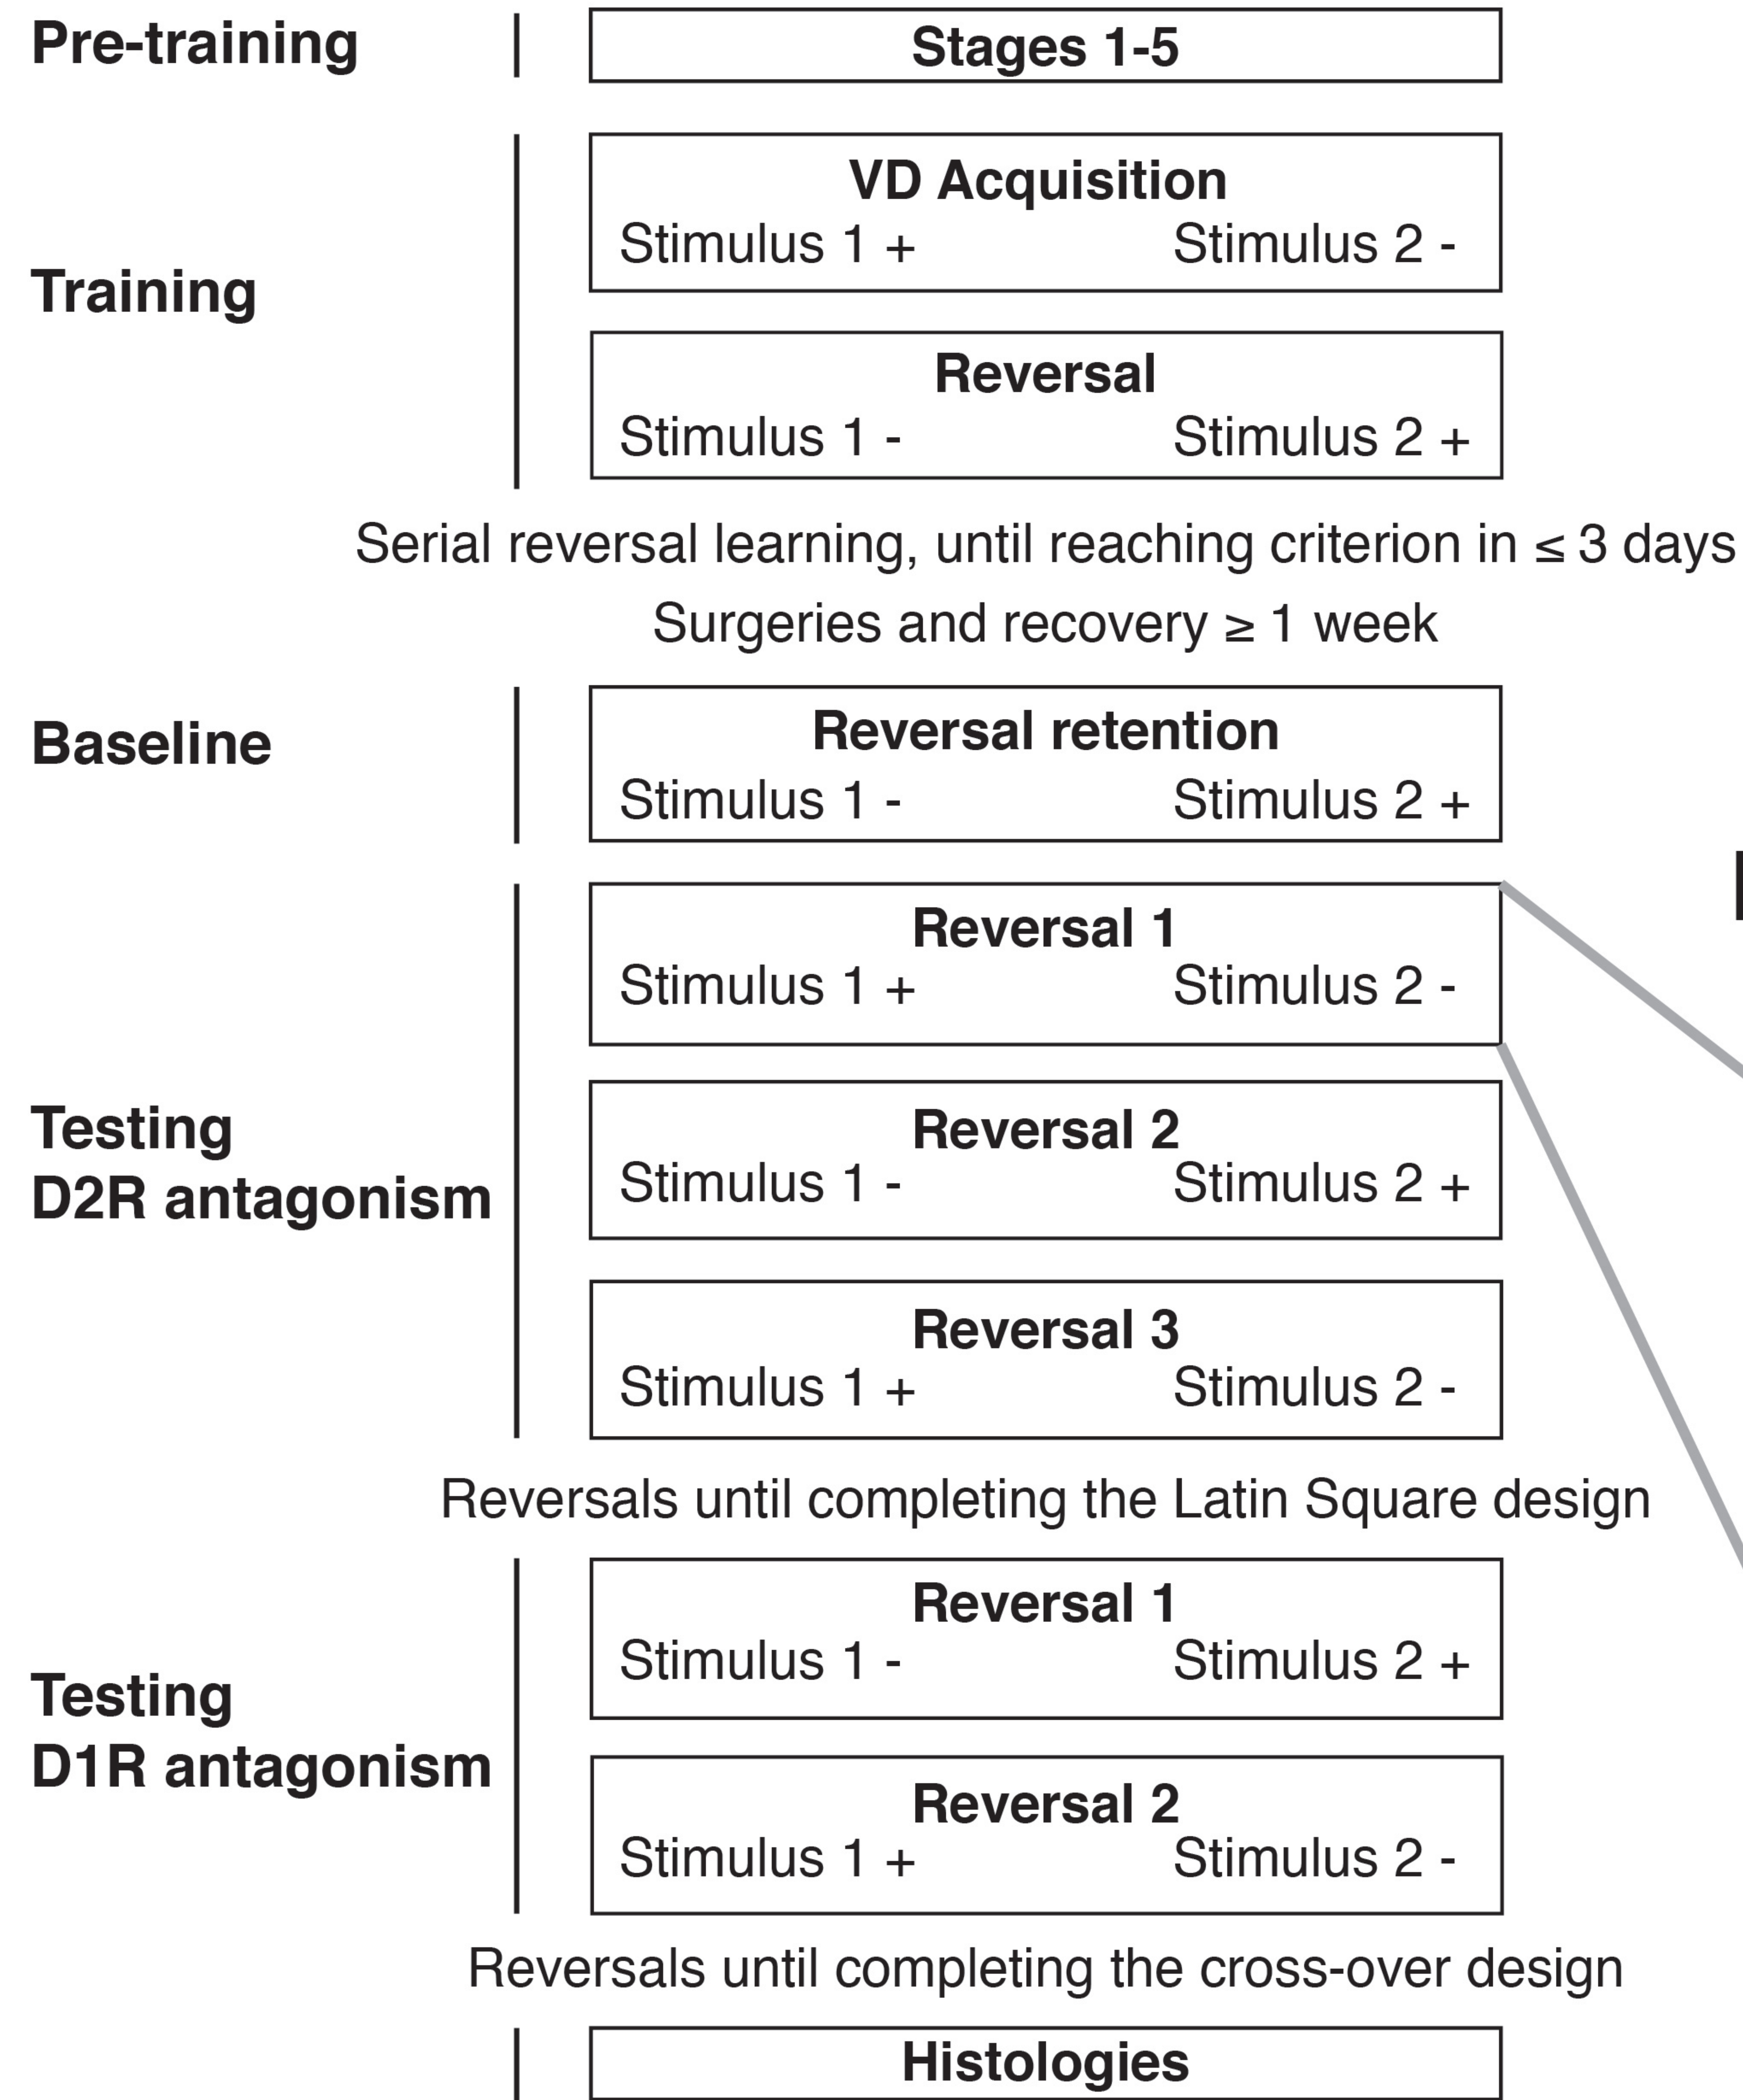 Pre-training
Stages 1-5
Training
VD Acquisition
Stimulus 1 + Stimulus 2 -
Reversal
Stimulus 1 - Stimulus 2 +
Serial reversal learning, until reaching criterion in ≤ 3 days
Surgeries and recovery ≥ 1 week
Baseline
Reversal retention
Stimulus 1 - Stimulus 2 +
Testing
D2R antagonism
Reversal 1
Stimulus 1 + Stimulus 2 -
Reversal 2
Stimulus 1 - Stimulus 2 +
Reversal 3
Stimulus 1 + Stimulus 2 -
Reversals until completing the Latin Square design
Testing
D1R antagonism
Reversal 1
Stimulus 1 - Stimulus 2 +
Reversal 2
Stimulus 1 + Stimulus 2 -
Reversals until completing the cross-over design
Histologies